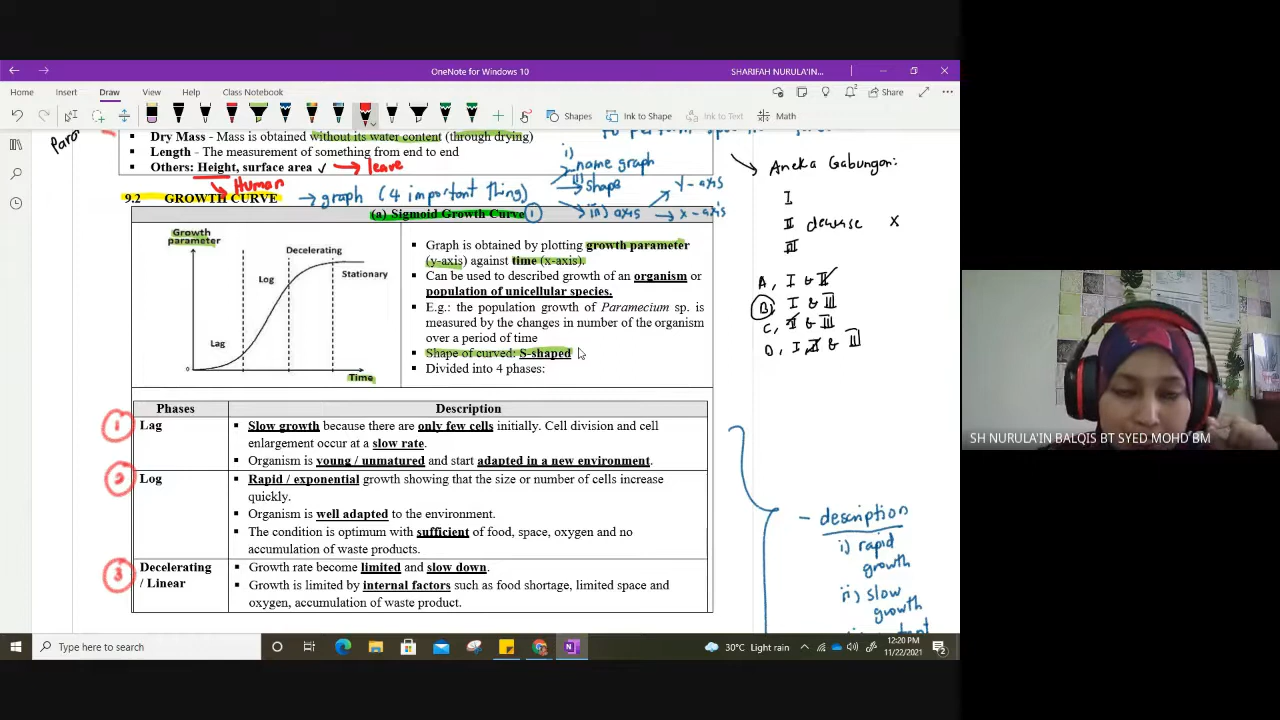 OneNote for Windows 10
SHARIFAH NURULA'IN...
Home Insert Draw View Help Class Notebook
Share
Shapes Ink to Shape Ink to Text Math
Para
▪ Dry Mass - Mass is obtained without its water content (through drying)
▪ Length - The measurement of something from end to end
▪ Others: Height, surface area ✓ → leave
Human
9.2 GROWTH CURVE → graph (4 important thing)
i) name graph
ii) shape
iii) axis
y-axis
x-axis
(a) Sigmoid Growth Curve 1
Growth parameter
Decelerating
Stationary
Log
Lag
0
Time
▪ Graph is obtained by plotting growth parameter
(y-axis) against time (x-axis).
▪ Can be used to described growth of an organism or
population of unicellular species.
▪ E.g.: the population growth of Paramecium sp. is
measured by the changes in number of the organism
over a period of time
▪ Shape of curved: S-shaped
▪ Divided into 4 phases:
Phases Description
1 Lag
▪ Slow growth because there are only few cells initially. Cell division and cell
enlargement occur at a slow rate.
▪ Organism is young / unmatured and start adapted in a new environment.
2 Log
▪ Rapid / exponential growth showing that the size or number of cells increase
quickly.
▪ Organism is well adapted to the environment.
▪ The condition is optimum with sufficient of food, space, oxygen and no
accumulation of waste products.
3 Decelerating
/ Linear
▪ Growth rate become limited and slow down.
▪ Growth is limited by internal factors such as food shortage, limited space and
oxygen, accumulation of waste product.
Aneka Gabungan:
I
II x
III
A, I & II
B, I & III
C, II & III
D, I, II & III
- description
i) rapid
growth
ii) slow
growth
SH NURULA'IN BALQIS BT SYED MOHD BM
Type here to search
30°C Light rain
12:20 PM
11/22/2021
2